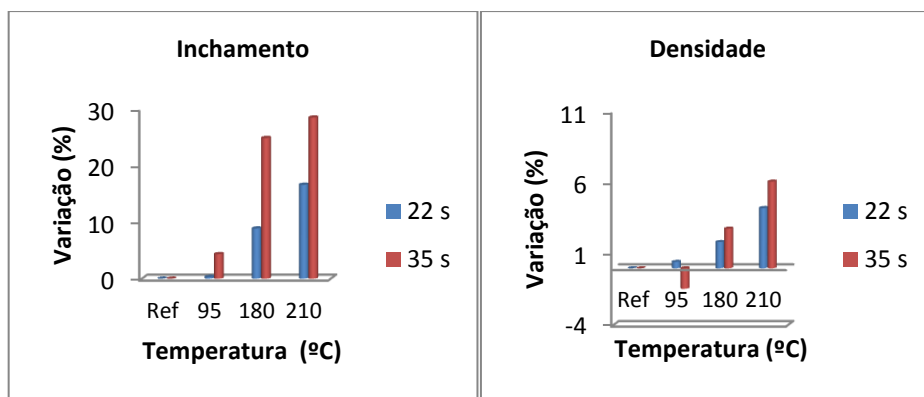 Inchamento
Variação (%)
30
20
10
0
Ref 95 180 210
Temperatura (ºC)
22 s
35 s
Densidade
Variação (%)
11
6
1
-4
Ref 95 180 210
Temperatura (ºC)
22 s
35 s